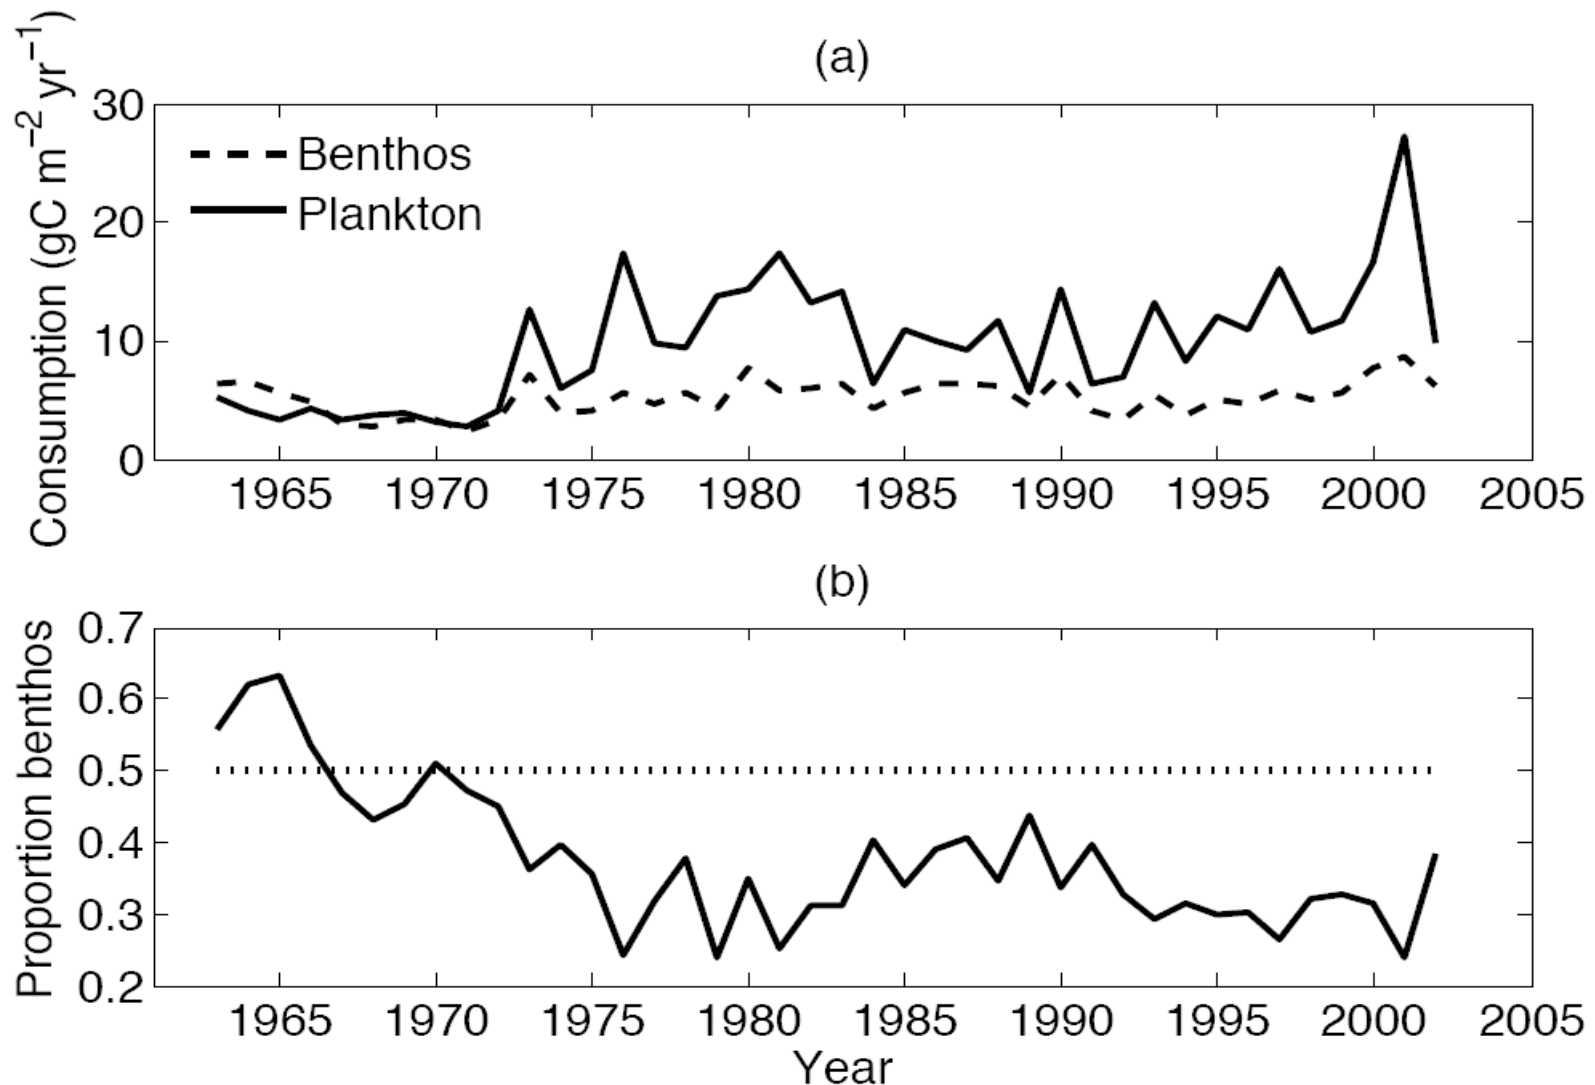 (a)
Consumption (gC m⁻² yr⁻¹)
30
20
10
0
Benthos
Plankton
1965 1970 1975 1980 1985 1990 1995 2000 2005
(b)
Proportion benthos
0.7
0.6
0.5
0.4
0.3
0.2
1965 1970 1975 1980 1985 1990 1995 2000 2005
Year